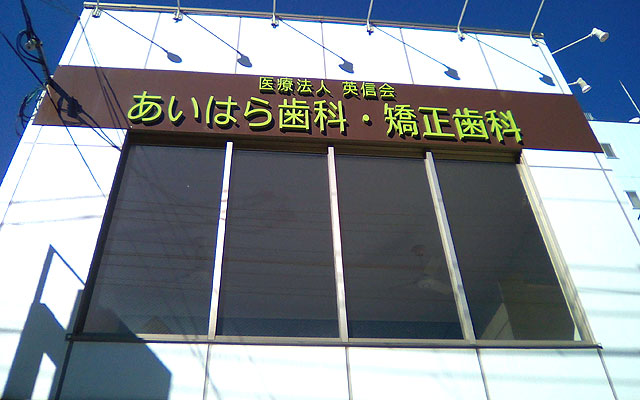 医療法人 英信会
あいはら歯科・矯正歯科